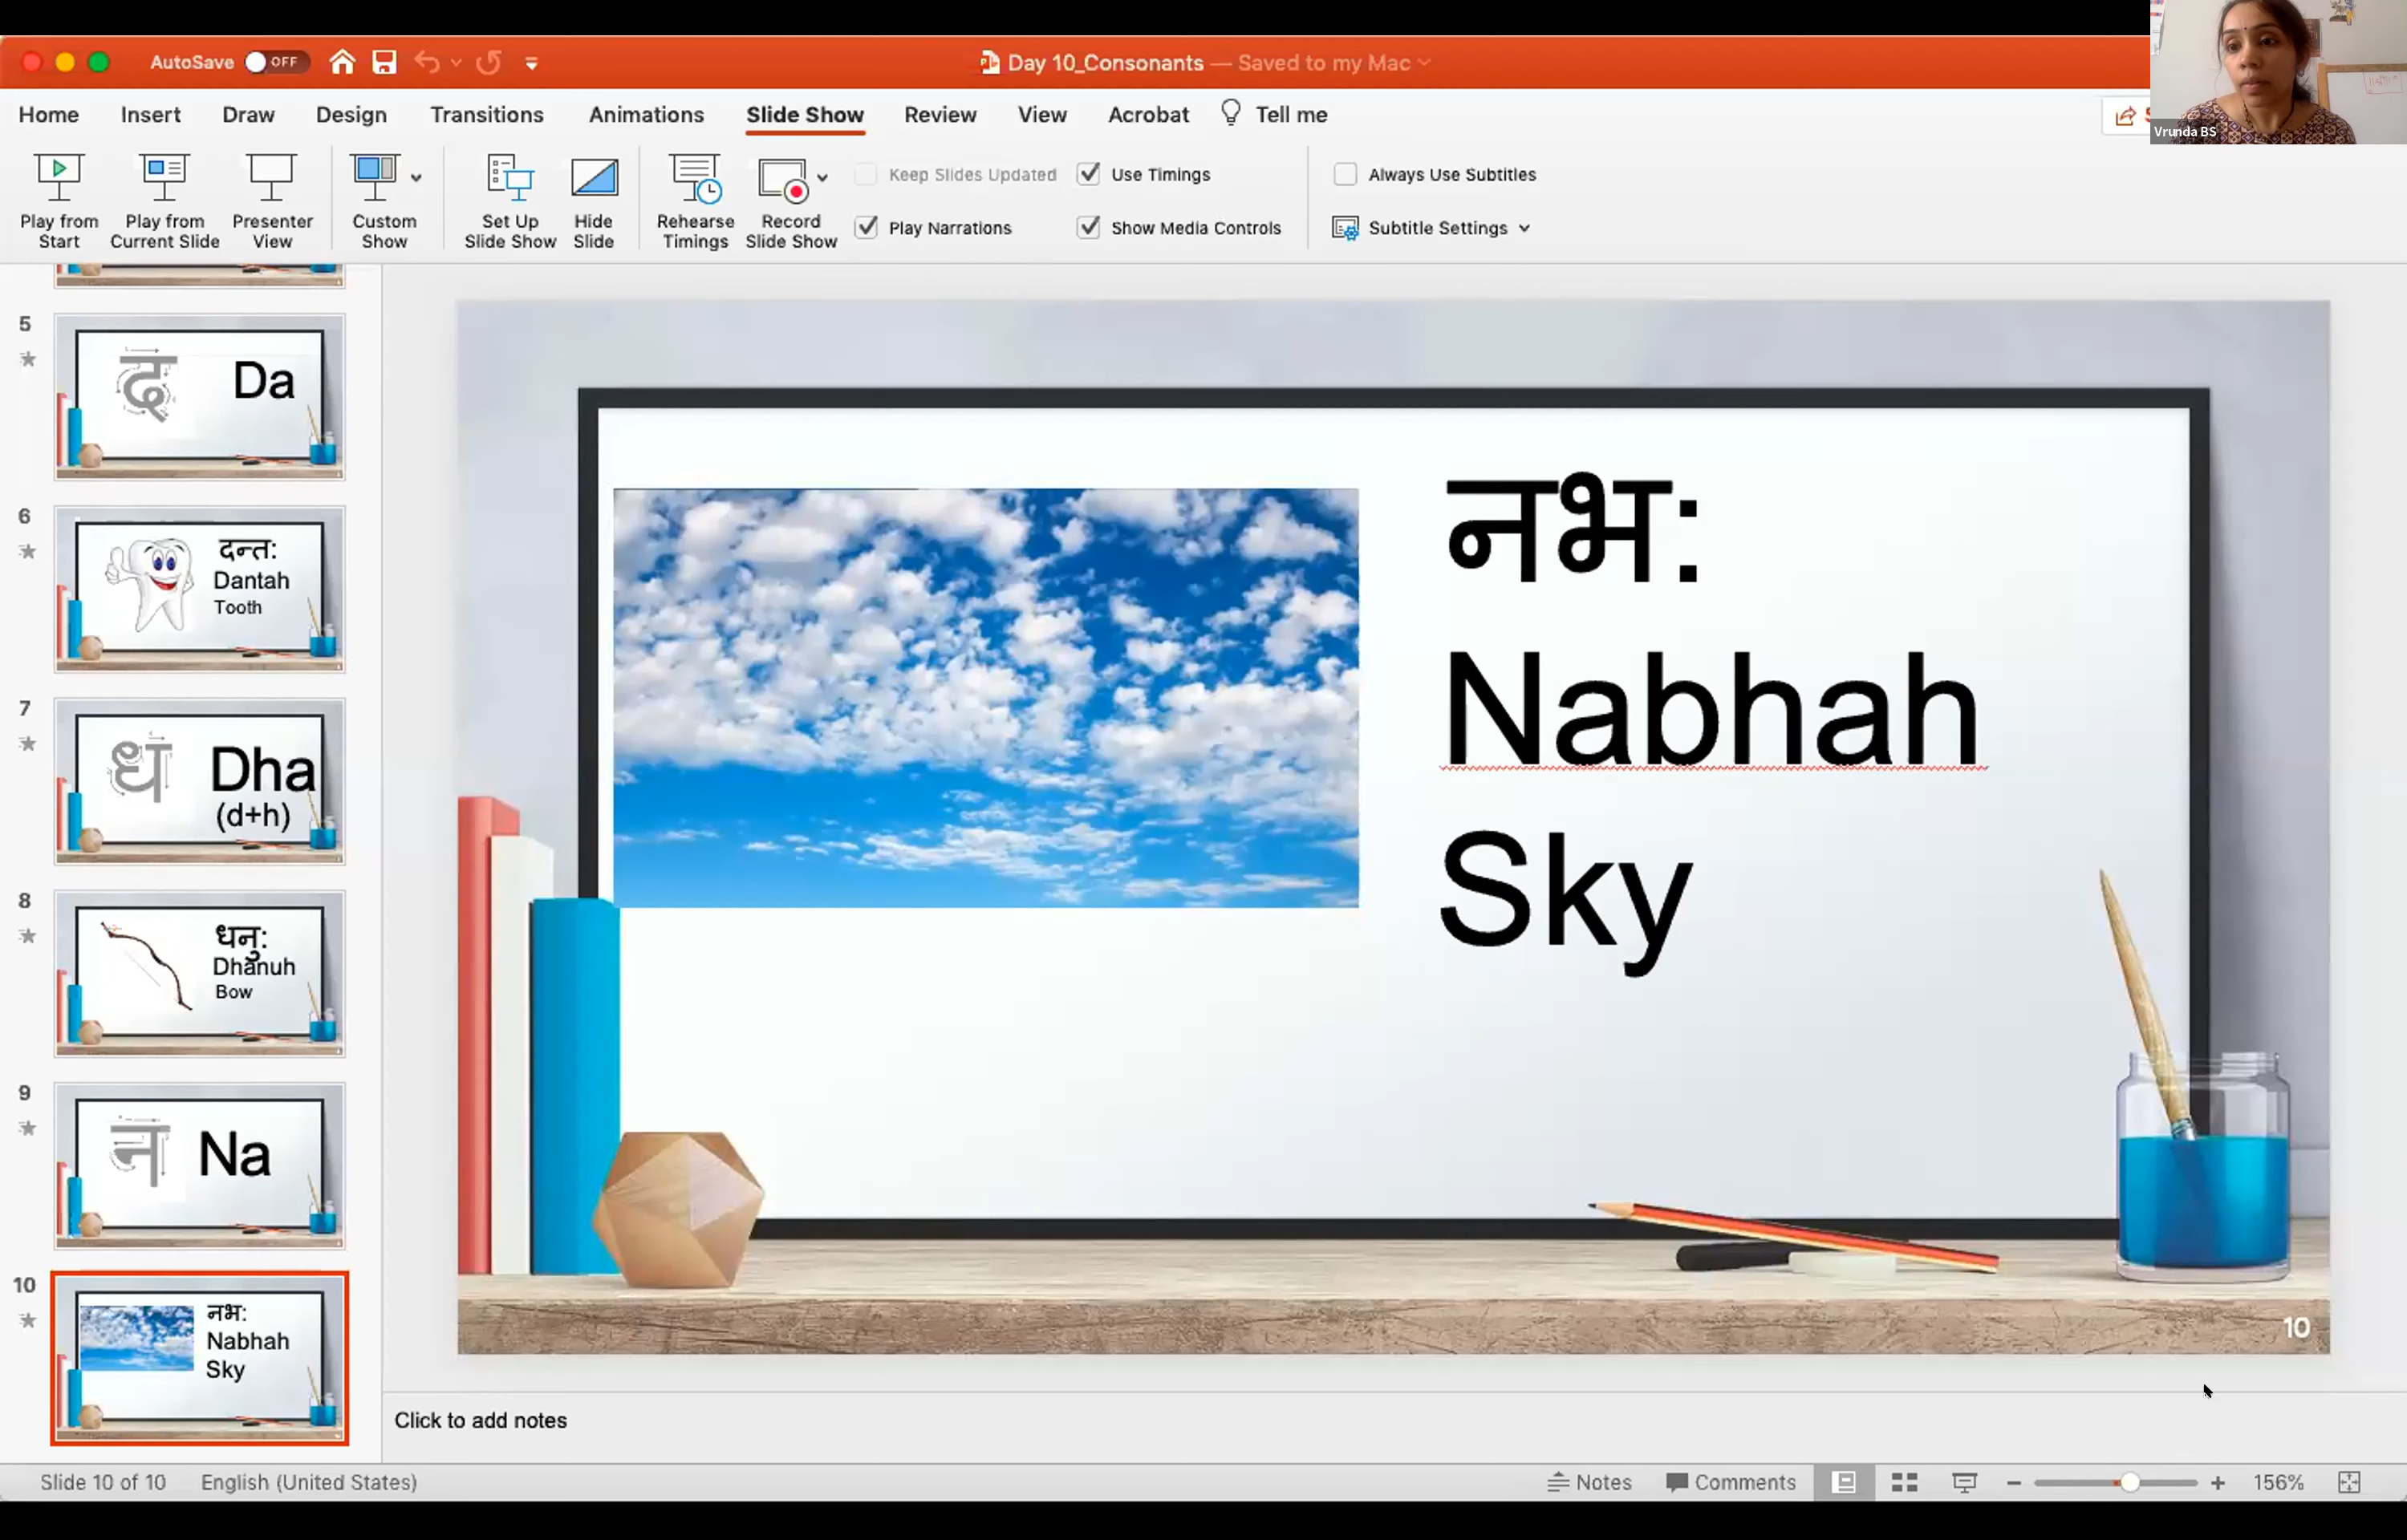 AutoSave OFF
Day 10_Consonants — Saved to my Mac
Vrunda BS
Home Insert Draw Design Transitions Animations Slide Show Review View Acrobat Tell me
Play from Start
Play from Current Slide
Presenter View
Custom Show
Set Up Slide Show
Hide Slide
Rehearse Timings
Record Slide Show
Keep Slides Updated
Play Narrations
Use Timings
Show Media Controls
Always Use Subtitles
Subtitle Settings
5
द Da
6
दन्त:
Dantah
Tooth
7
ध Dha
(d+h)
8
धनु:
Dhanuh
Bow
9
न Na
10
नभ:
Nabhah
Sky
नभ:
Nabhah
Sky
10
Click to add notes
Slide 10 of 10 English (United States) Notes Comments 156%